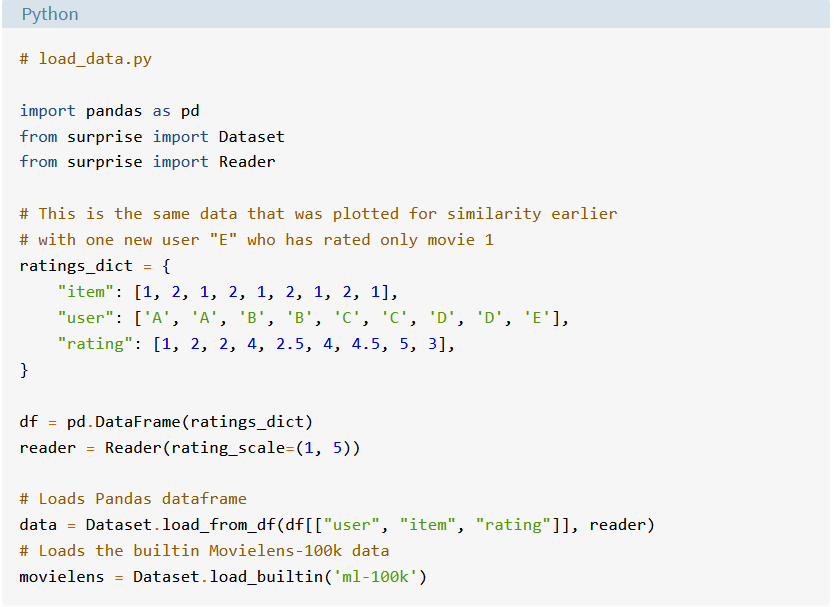 Python
# load_data.py
import pandas as pd
from surprise import Dataset
from surprise import Reader
# This is the same data that was plotted for similarity earlier
# with one new user "E" who has rated only movie 1
ratings_dict = {
    "item": [1, 2, 1, 2, 1, 2, 1, 2, 1],
    "user": ['A', 'A', 'B', 'B', 'C', 'C', 'D', 'D', 'E'],
    "rating": [1, 2, 2, 4, 2.5, 4, 4.5, 5, 3],
}
df = pd.DataFrame(ratings_dict)
reader = Reader(rating_scale=(1, 5))
# Loads Pandas dataframe
data = Dataset.load_from_df(df[["user", "item", "rating"]], reader)
# Loads the builtin Movielens-100k data
movielens = Dataset.load_builtin('ml-100k')